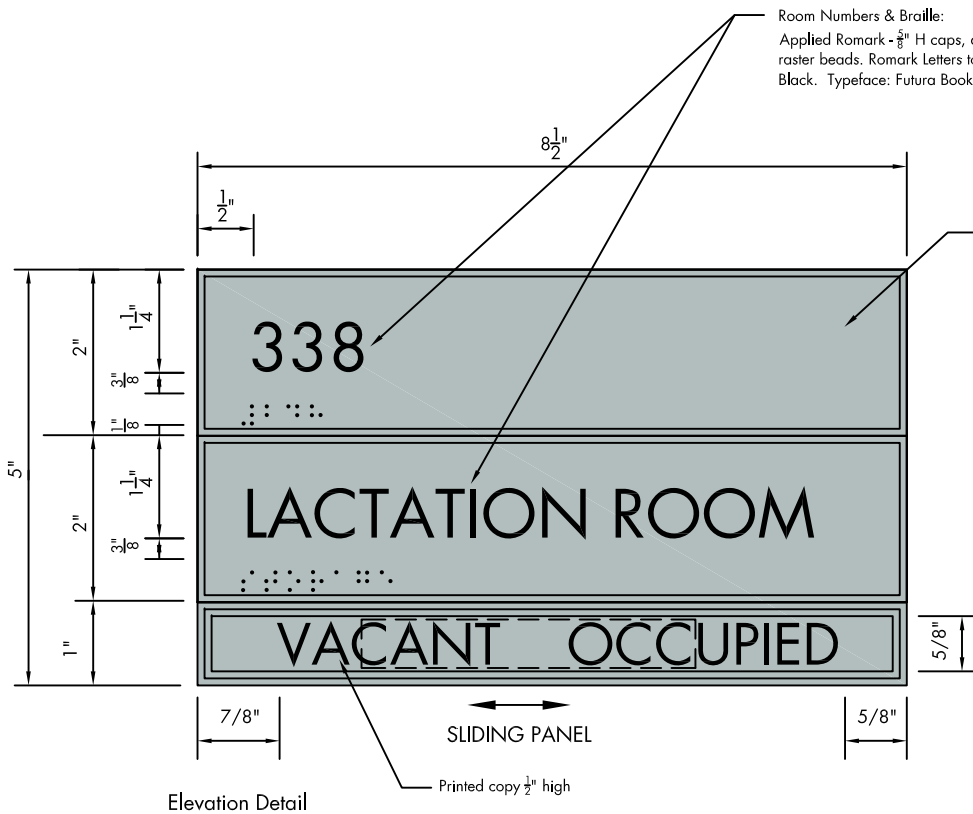 Room Numbers & Braille:
Applied Romark - 5/8" H caps,
raster beads. Romark Letters
Black. Typeface: Futura Book
8 1/2"
1/2"
1 1/4"
2"
3/8"
338
1/8"
5"
1 1/4"
2"
3/8"
LACTATION ROOM
1"
VACANT OCCUPIED
5/8"
7/8"
5/8"
SLIDING PANEL
Printed copy 1/2" high
Elevation Detail